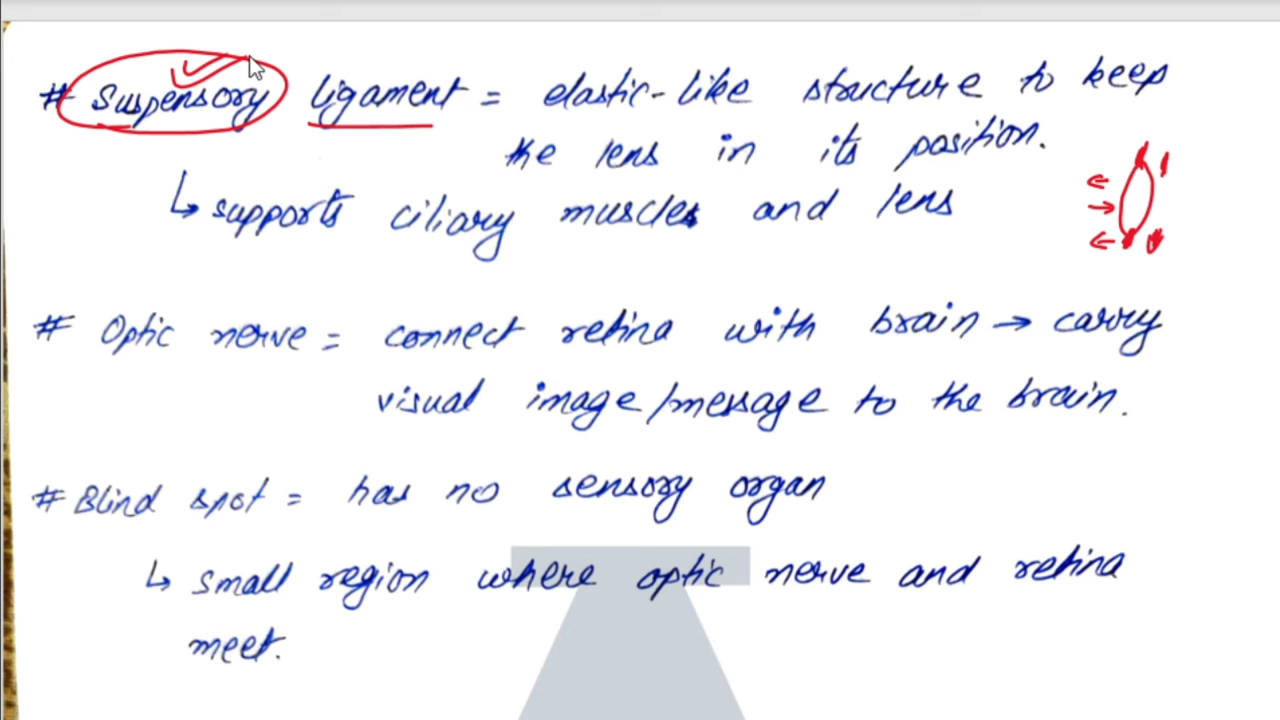 # Suspensory ligament = elastic-like structure to keep
the lens in its position.
↳ supports ciliary muscles and lens
# Optic nerve = connect retina with brain → carry
visual image/message to the brain.
# Blind spot = has no sensory organ
↳ small region where optic nerve and retina
meet.